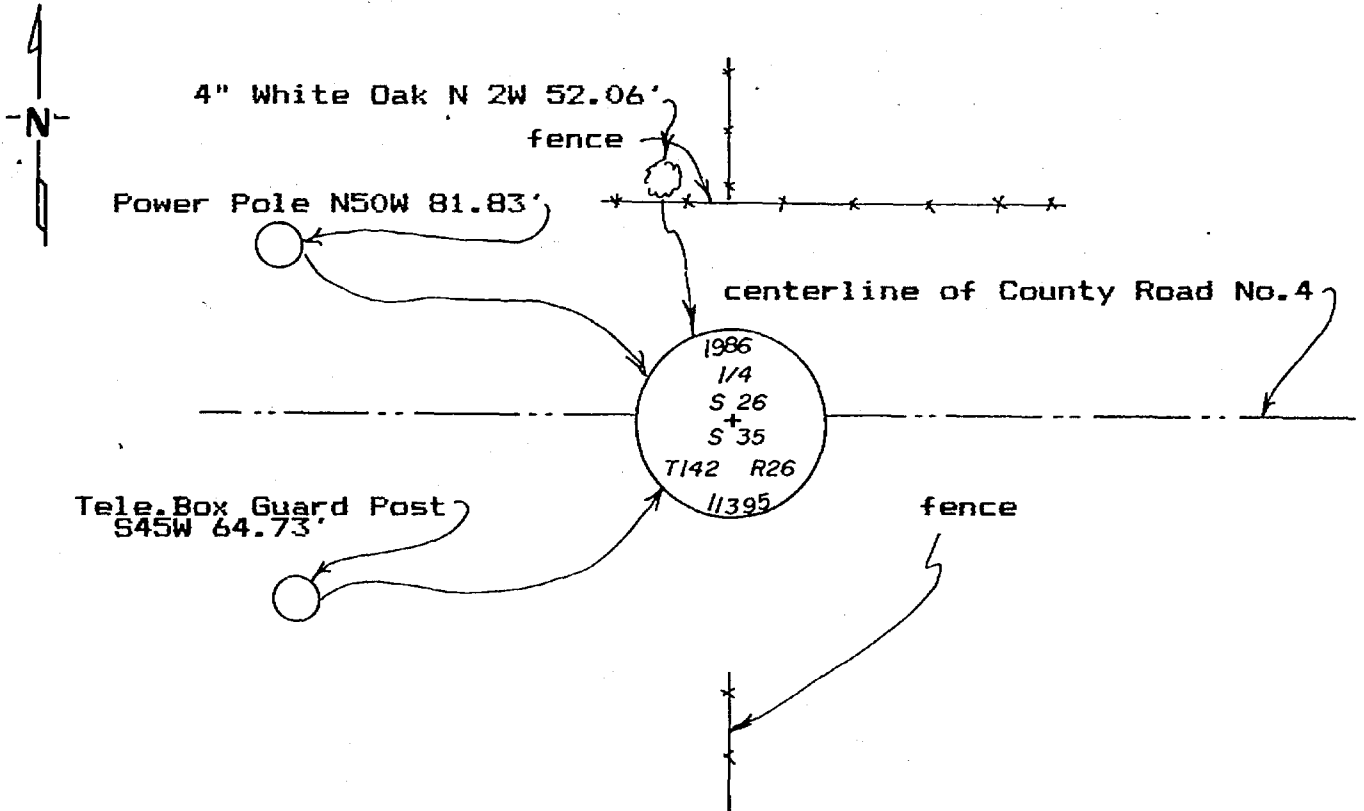 4" White Oak N 2W 52.06'
N
fence
Power Pole N50W 81.83'
centerline of County Road No.4
1986
1/4
S 26
S 35
T142 R26
11395
Tele.Box Guard Post
S45W 64.73'
fence